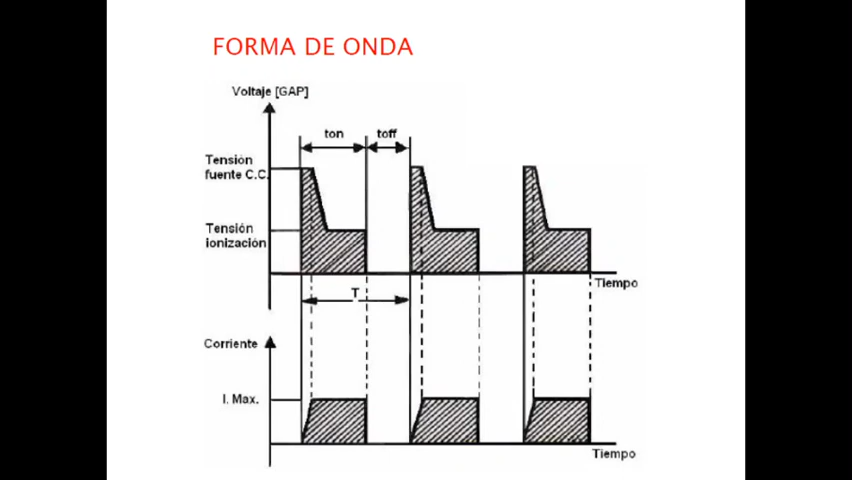 FORMA DE ONDA
Voltaje [GAP]
ton
toff
Tensión
fuente C.C.
Tensión
ionización
Tiempo
T
Corriente
I. Max.
Tiempo